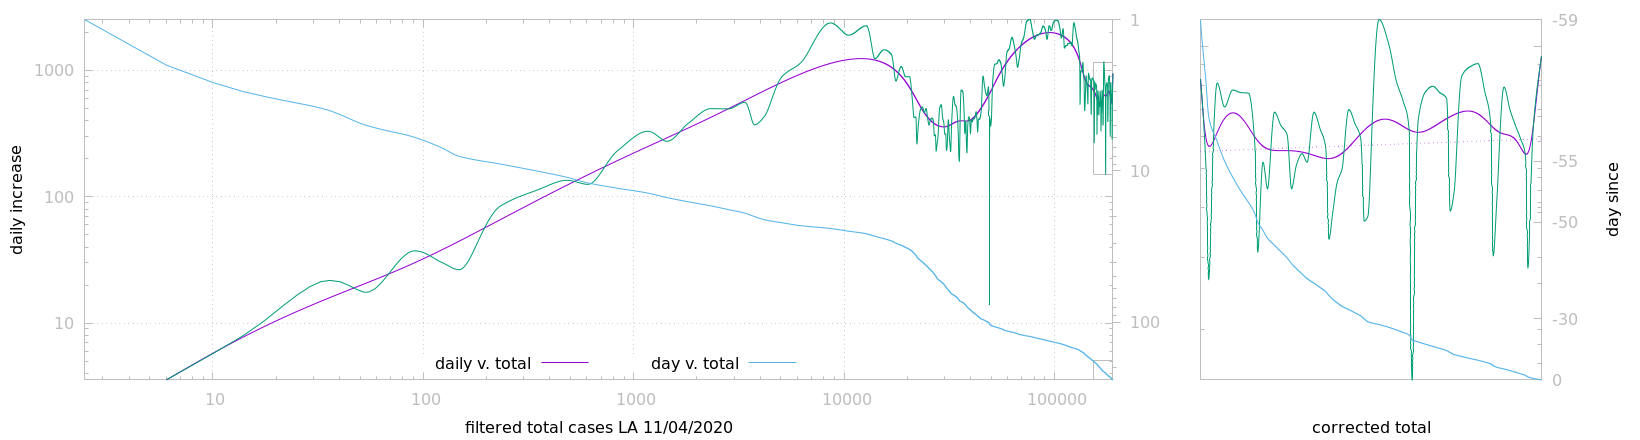 1000
100
10
daily increase
10
100
1000
10000
100000
filtered total cases LA 11/04/2020
daily v. total
day v. total
1
10
100
-59
-55
-50
-30
0
day since
corrected total